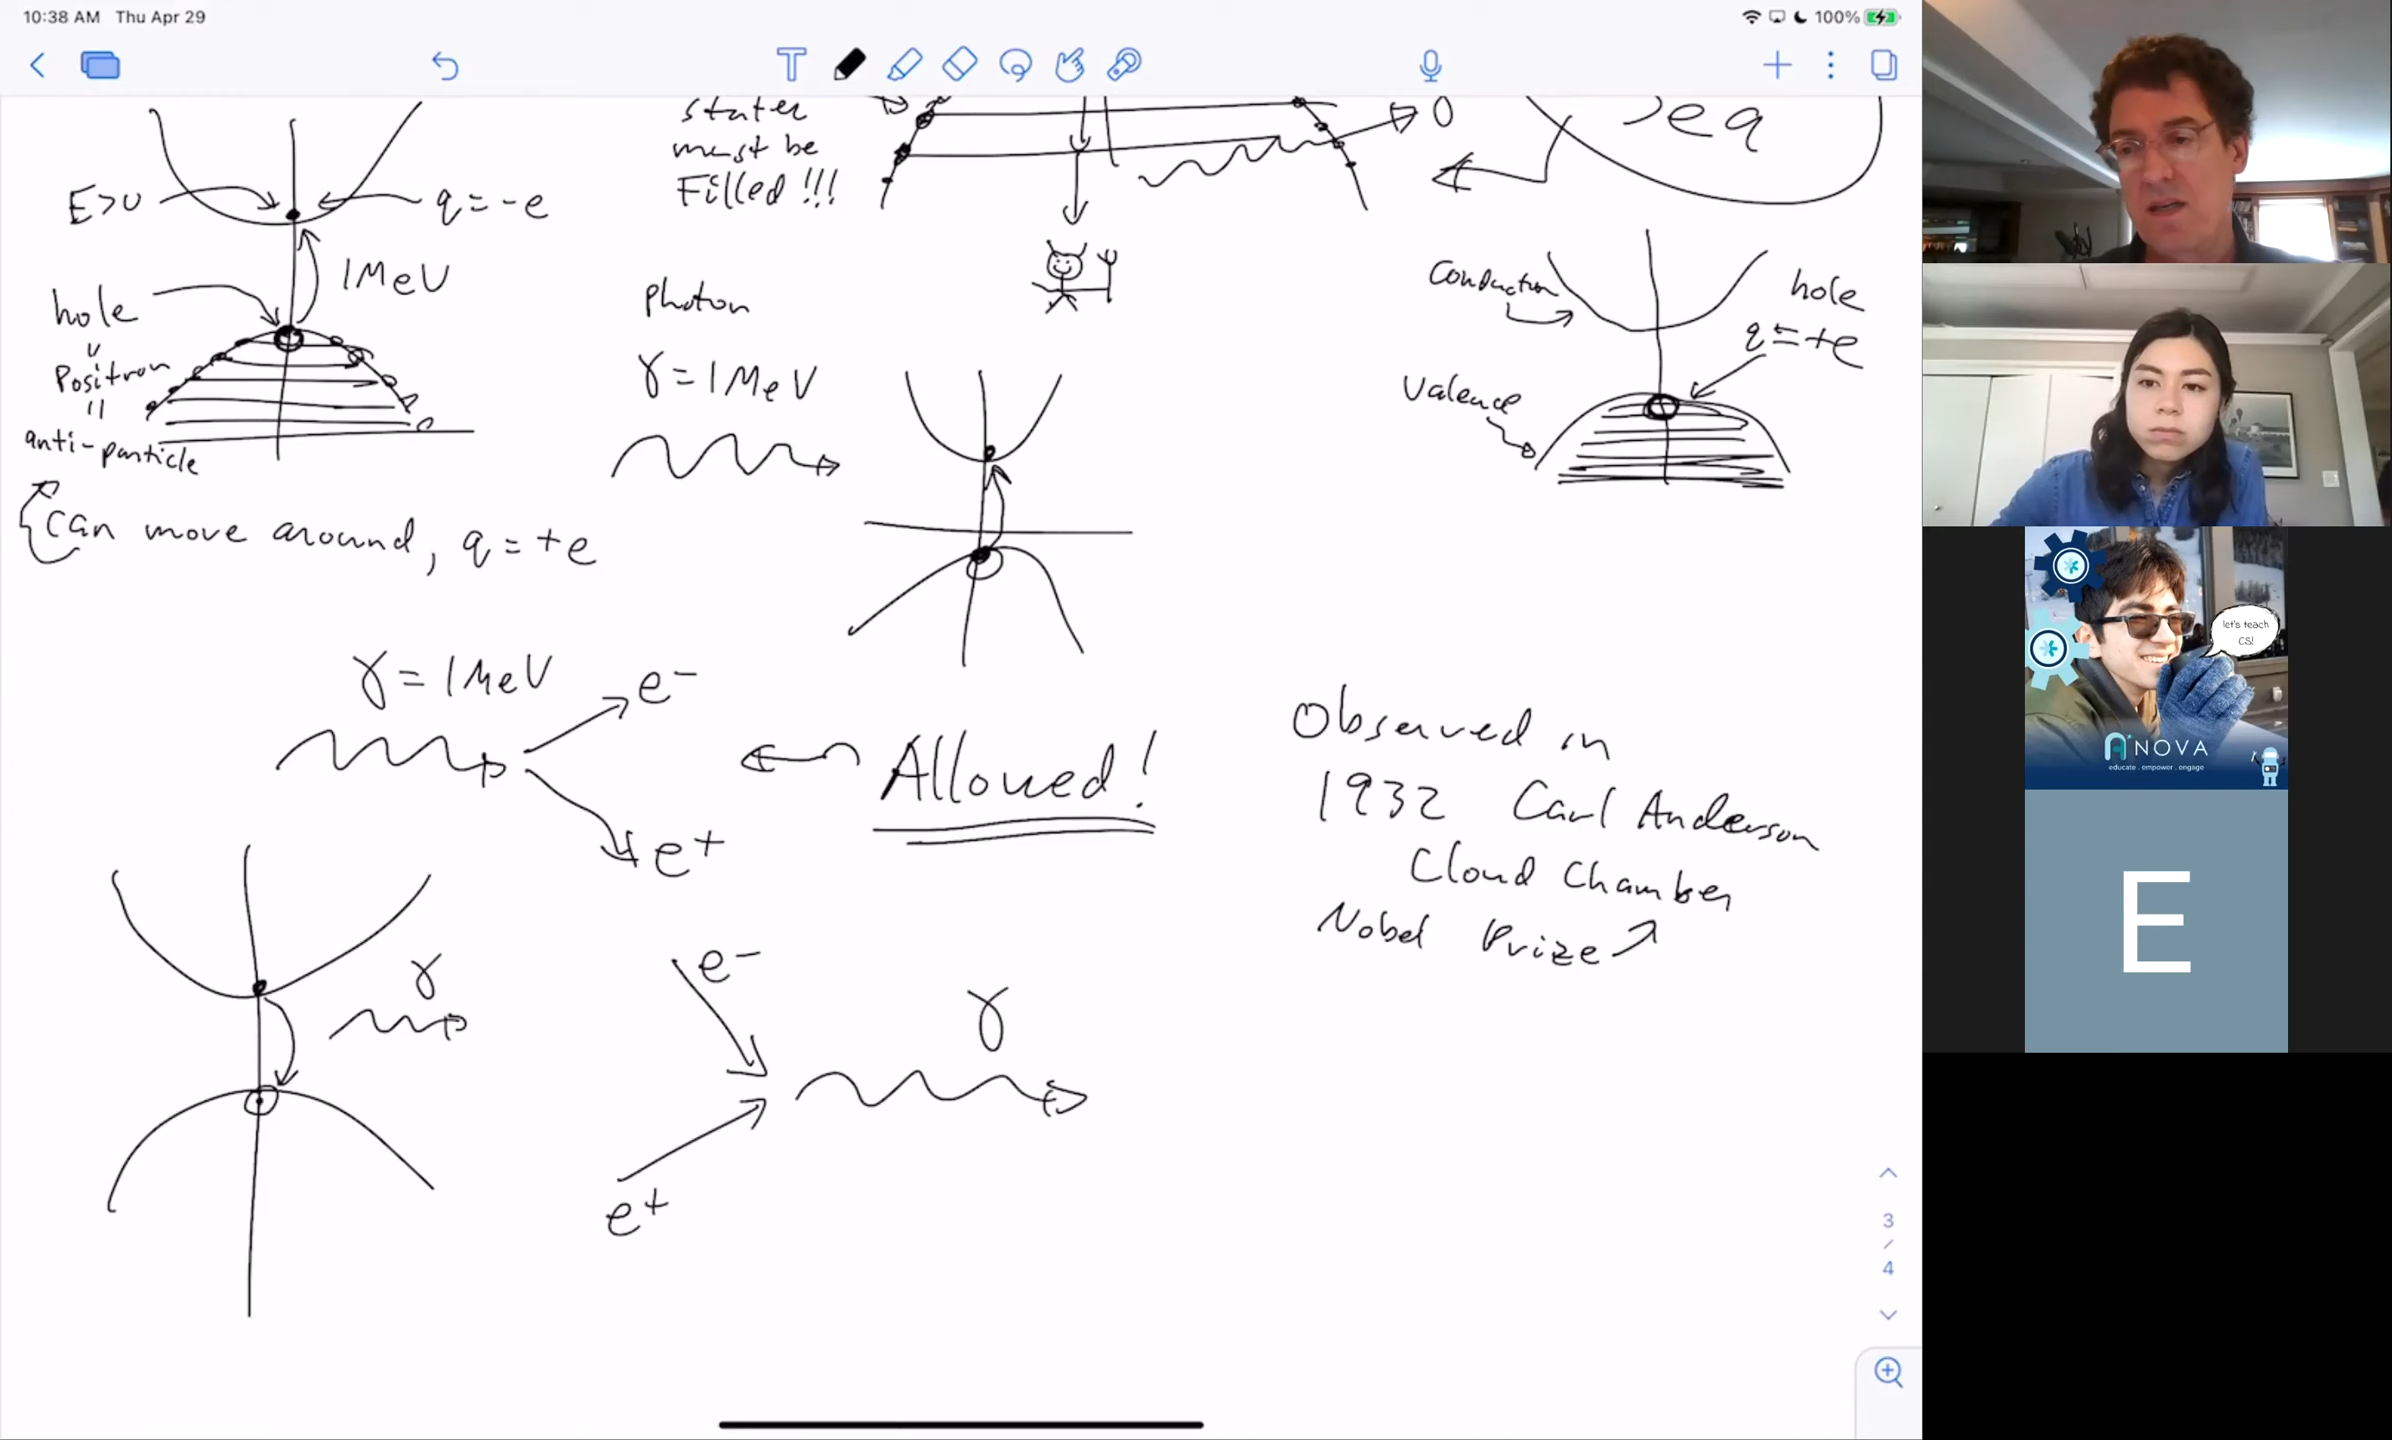 10:38 AM Thu Apr 29
100%
states
must be
Filled!!!
0
eq
E>0
q=-e
1MeV
hole
Positron
anti-particle
can move around, q=+e
Photon
γ=1MeV
Conduction
Valence
hole
q=+e
γ=1MeV
e-
e+
Allowed!
Observed in
1932 Carl Anderson
Cloud Chamber
Nobel Prize
γ
e-
γ
e+
3
/
4
let's teach
CS!
NOVA
educate . empower . engage
E